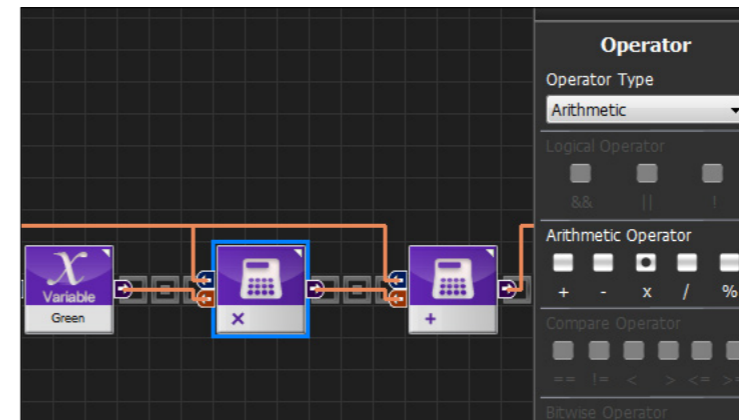 Operator
Operator Type
Arithmetic
Logical Operator
&& || !
Arithmetic Operator
+ - x / %
Compare Operator
== != < > <= >=
Bitwise Operator
X
Variable
Green
×
+